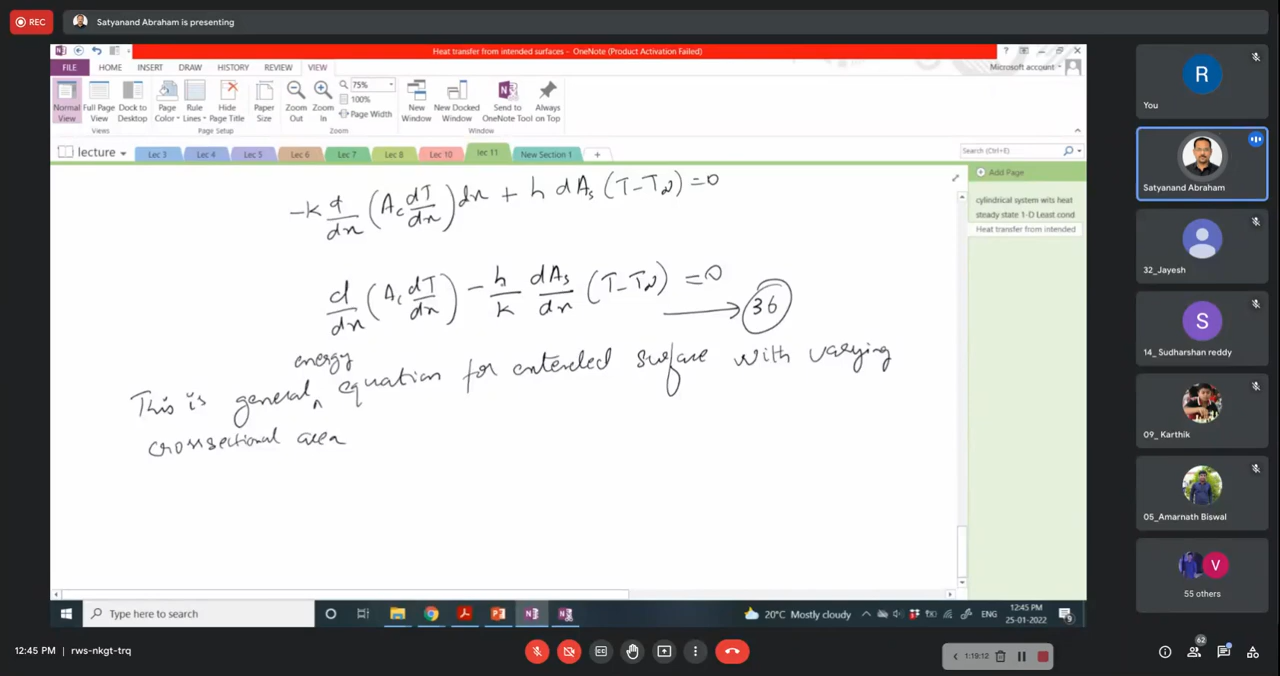 REC
Satyanand Abraham is presenting
Heat transfer from intended surfaces - OneNote (Product Activation Failed)
FILE HOME INSERT DRAW HISTORY REVIEW VIEW
Microsoft account
Normal View
Full Page View
Dock to Desktop
Views
Page Color
Rule Lines
Hide Page Title
Paper Size
Page Setup
Zoom Out
Zoom In
75%
100%
Page Width
Zoom
New Window
New Docked Window
Send to OneNote Tool
Always on Top
Window
lecture
Lec 3
Lec 4
Lec 5
Lec 6
Lec 7
Lec 8
Lec 10
lec 11
New Section 1
Search (Ctrl+E)
Add Page
cylindrical system wits heat
steady state 1-D Least cond
Heat transfer from intended
-k d/dx (Ac dT/dx) dx + h dAs (T-T∞) = 0
d/dx (Ac dT/dx) - h/k dAs/dx (T-T∞) = 0 → 36
This is general energy equation for extended surface with varying
crossectional area
R
You
Satyanand Abraham
32_Jayesh
S
14_ Sudharshan reddy
09_ Karthik
05_Amarnath Biswal
V
55 others
Type here to search
20°C Mostly cloudy
ENG
12:45 PM
25-01-2022
9
12:45 PM | rws-nkgt-trq
1:19:12
62